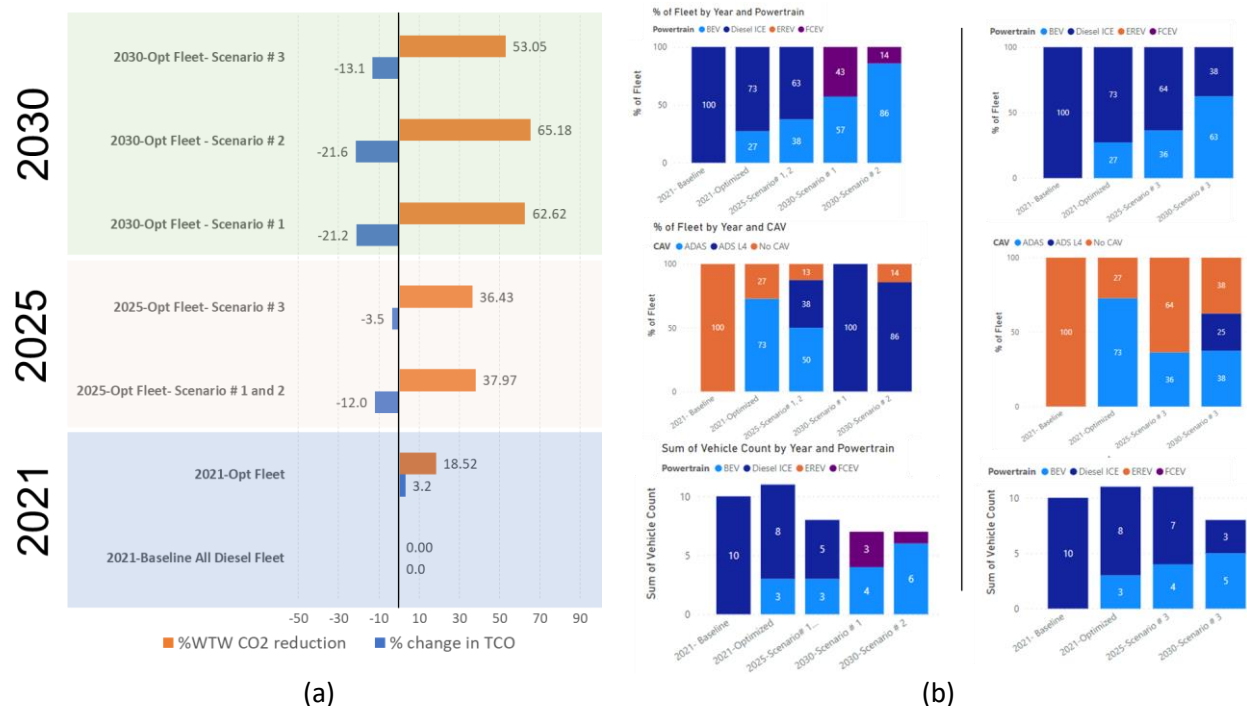 2030
2030-Opt Fleet- Scenario # 3
53.05
-13.1
2030-Opt Fleet - Scenario # 2
65.18
-21.6
2030-Opt Fleet - Scenario # 1
62.62
-21.2
2025
2025-Opt Fleet- Scenario # 3
36.43
-3.5
2025-Opt Fleet- Scenario # 1 and 2
37.97
-12.0
2021
2021-Opt Fleet
18.52
3.2
2021-Baseline All Diesel Fleet
0.00
0.0
-50 -30 -10 10 30 50 70 90
%WTW CO2 reduction % change in TCO
(a)
% of Fleet by Year and Powertrain
Powertrain BEV Diesel ICE EREV FCEV
% of Fleet
100
50
0
100
73
27
63
38
43
57
14
86
2021- Baseline
2021-Optimized
2025-Scenario# 1, 2
2030-Scenario # 1
2030-Scenario # 2
Powertrain BEV Diesel ICE EREV FCEV
% of Fleet
100
50
0
100
73
27
64
36
38
63
2021- Baseline
2021-Optimized
2025-Scenario # 3
2030-Scenario # 3
% of Fleet by Year and CAV
CAV ADAS ADS L4 No CAV
% of Fleet
100
50
0
100
27
73
13
38
50
100
14
86
2021- Baseline
2021-Optimized
2025-Scenario# 1, 2
2030-Scenario # 1
2030-Scenario # 2
CAV ADAS ADS L4 No CAV
% of Fleet
100
50
0
100
27
73
64
36
38
25
38
2021- Baseline
2021-Optimized
2025-Scenario # 3
2030-Scenario # 3
Sum of Vehicle Count by Year and Powertrain
Powertrain BEV Diesel ICE EREV FCEV
Sum of Vehicle Count
10
5
0
10
8
3
5
3
3
4
6
2021- Baseline
2021-Optimized
2025-Scenario# 1...
2030-Scenario # 1
2030-Scenario # 2
Powertrain BEV Diesel ICE EREV FCEV
Sum of Vehicle Count
10
5
0
10
8
3
7
4
3
5
2021- Baseline
2021-Optimized
2025-Scenario # 3
2030-Scenario # 3
(b)